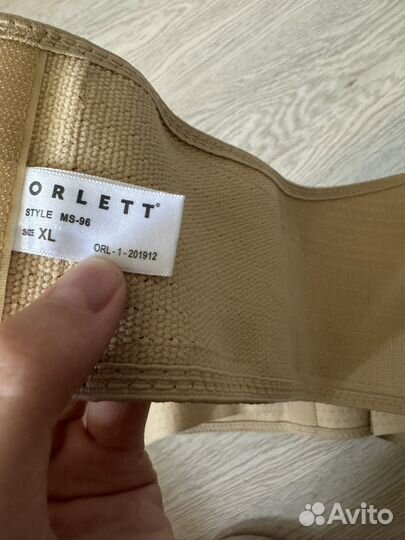 ORLETT®
STYLE MS-96
SIZE XL
ORL-1-201912
Avito